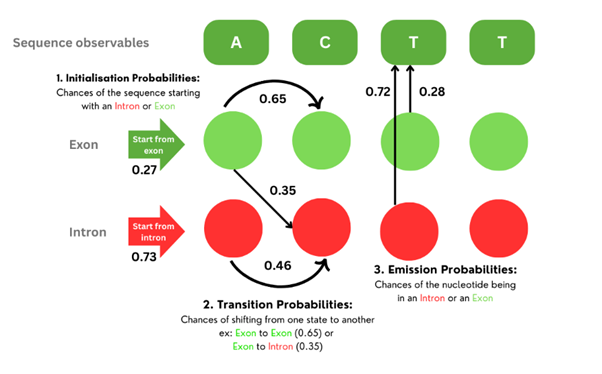 Sequence observables
A
C
T
T
1. Initialisation Probabilities:
Chances of the sequence starting
with an Intron or Exon
0.65
0.72
0.28
Exon
Start from
exon
0.27
0.35
Intron
Start from
intron
0.73
0.46
3. Emission Probabilities:
Chances of the nucleotide being
in an Intron or an Exon
2. Transition Probabilities:
Chances of shifting from one state to another
ex: Exon to Exon (0.65) or
Exon to Intron (0.35)